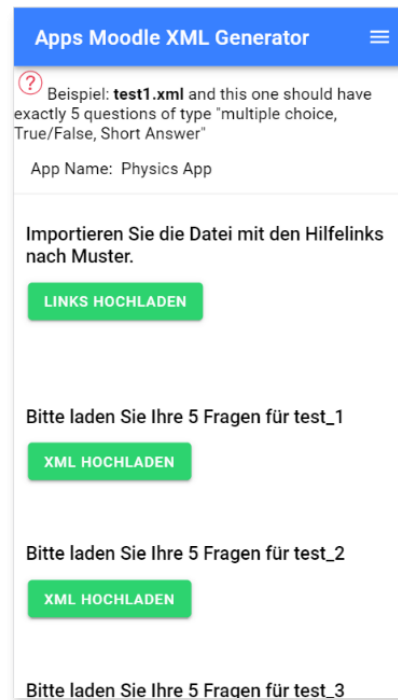 Apps Moodle XML Generator
? Beispiel: test1.xml and this one should have
exactly 5 questions of type "multiple choice,
True/False, Short Answer"
App Name: Physics App
Importieren Sie die Datei mit den Hilfelinks
nach Muster.
LINKS HOCHLADEN
Bitte laden Sie Ihre 5 Fragen für test_1
XML HOCHLADEN
Bitte laden Sie Ihre 5 Fragen für test_2
XML HOCHLADEN
Bitte laden Sie Ihre 5 Fragen für test_3